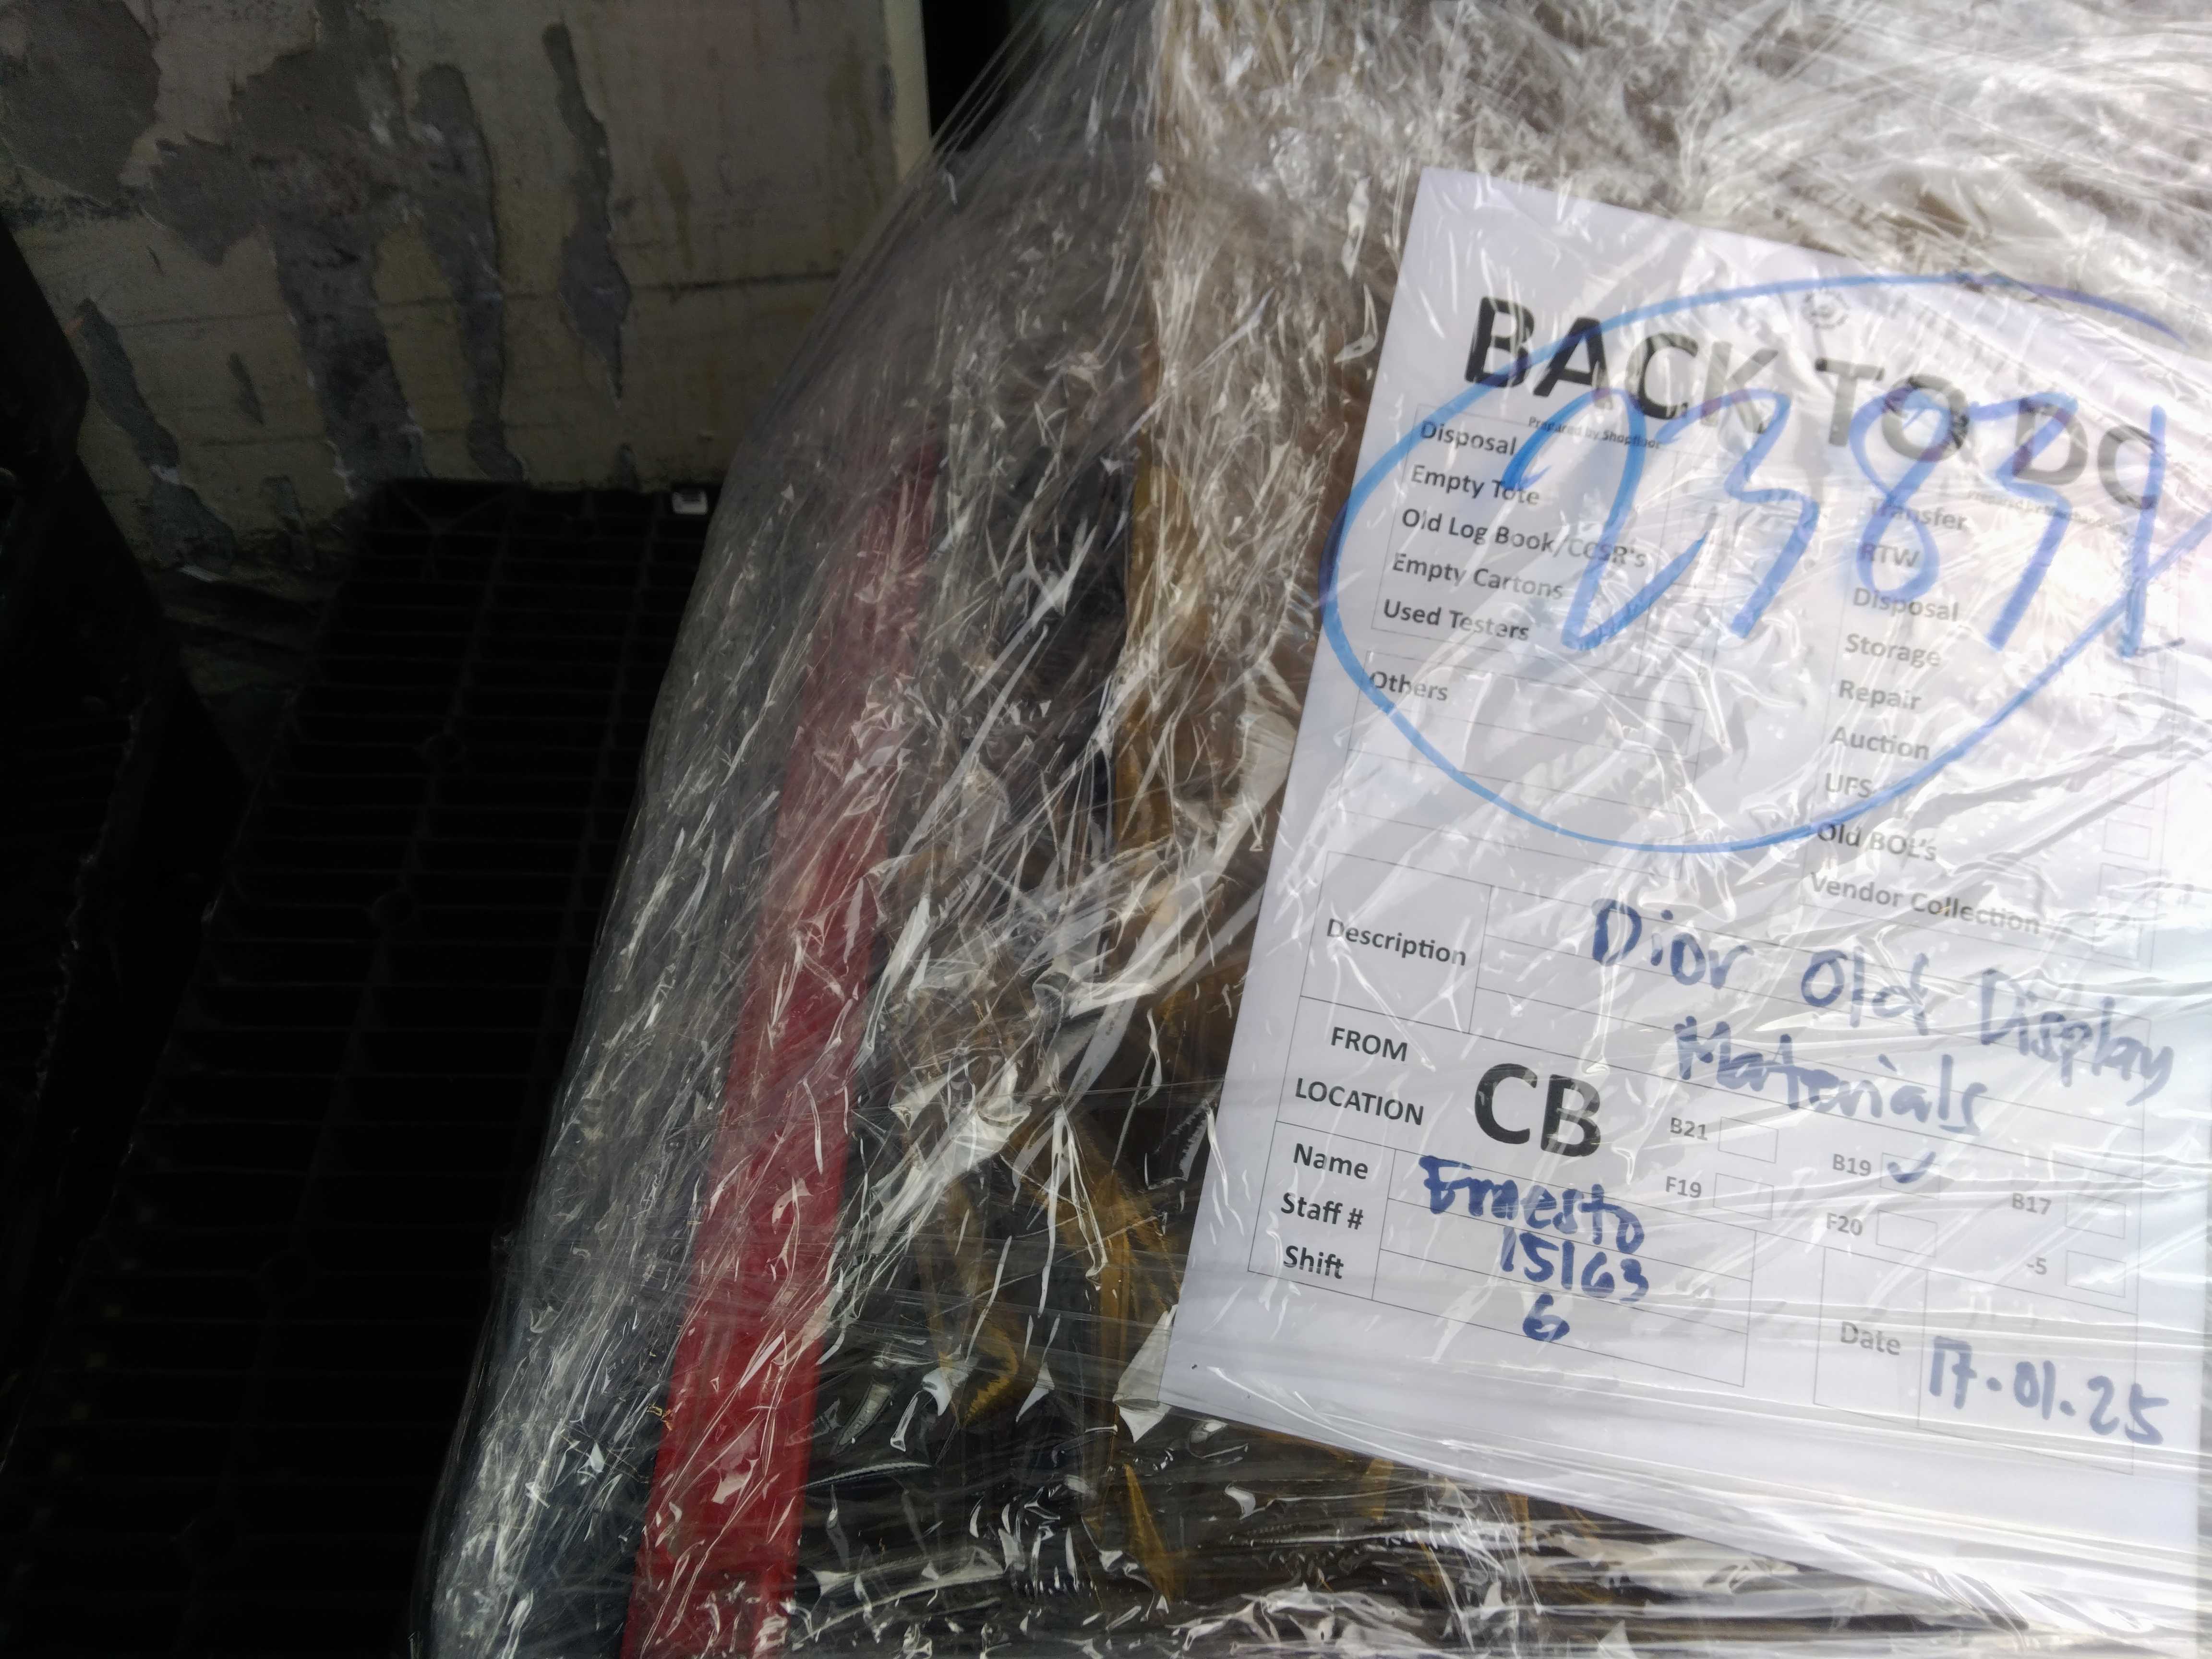 BACK TO DC
Prepared by Shopfloor
Disposal
Empty Tote
Old Log Book/CCSR's
Empty Cartons
Used Testers
Others
Transfer
RTW
Disposal
Storage
Repair
Auction
UFS
Old BOL's
Vendor Collection
Description
Dior Old Display
Materials
FROM
LOCATION
CB
B21
B19 ✓
B17
F19
F20
-5
Name Ernesto
Staff # 15163
Shift 6
Date 17.01.25